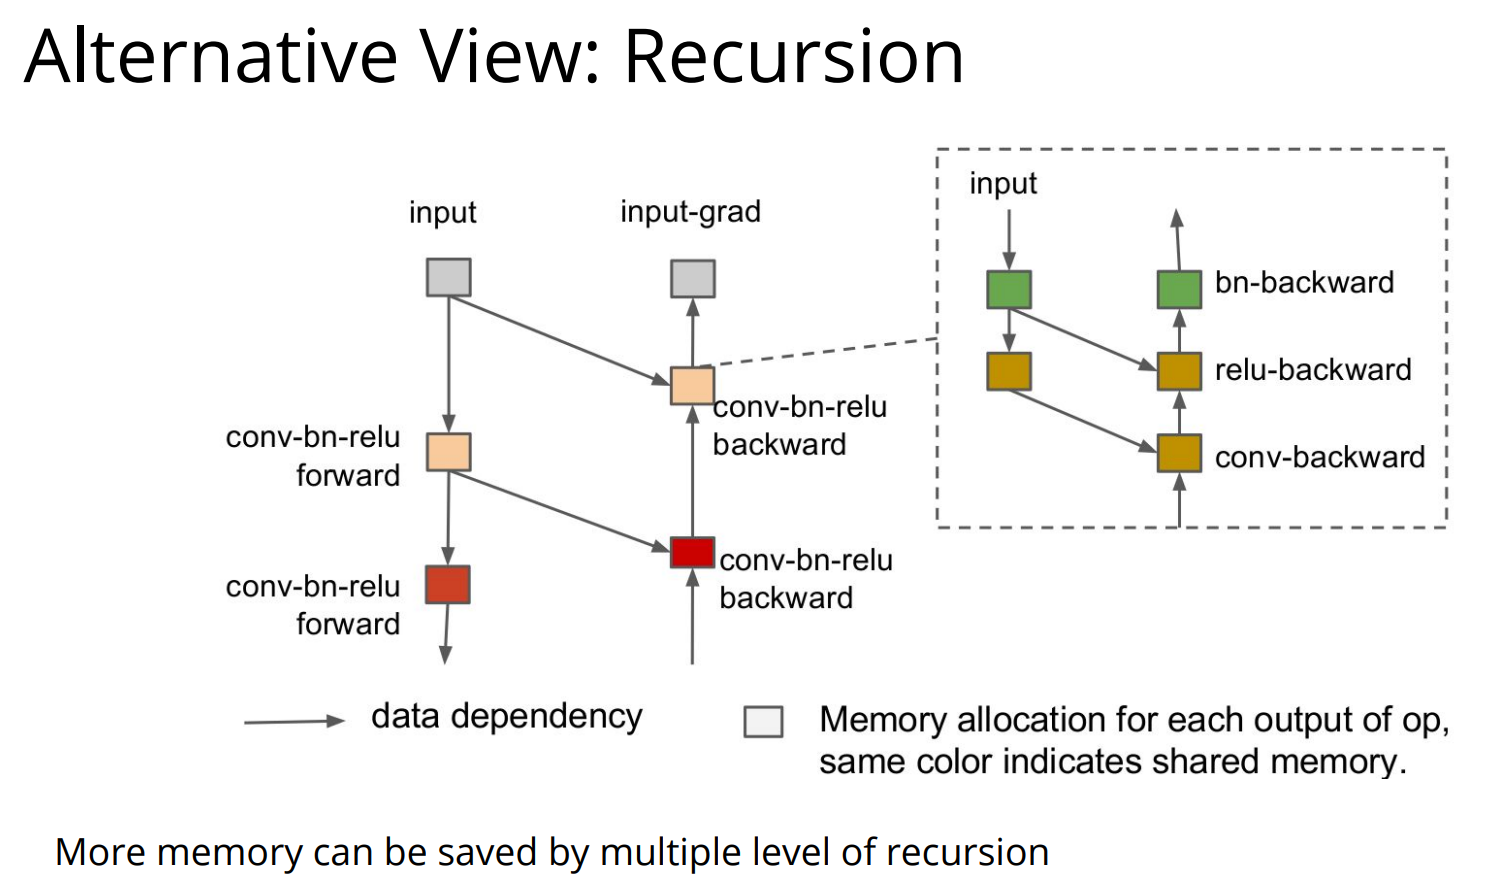 Alternative View: Recursion
input
input-grad
input
bn-backward
relu-backward
conv-backward
conv-bn-relu
backward
conv-bn-relu
forward
conv-bn-relu
backward
conv-bn-relu
forward
data dependency
Memory allocation for each output of op,
same color indicates shared memory.
More memory can be saved by multiple level of recursion